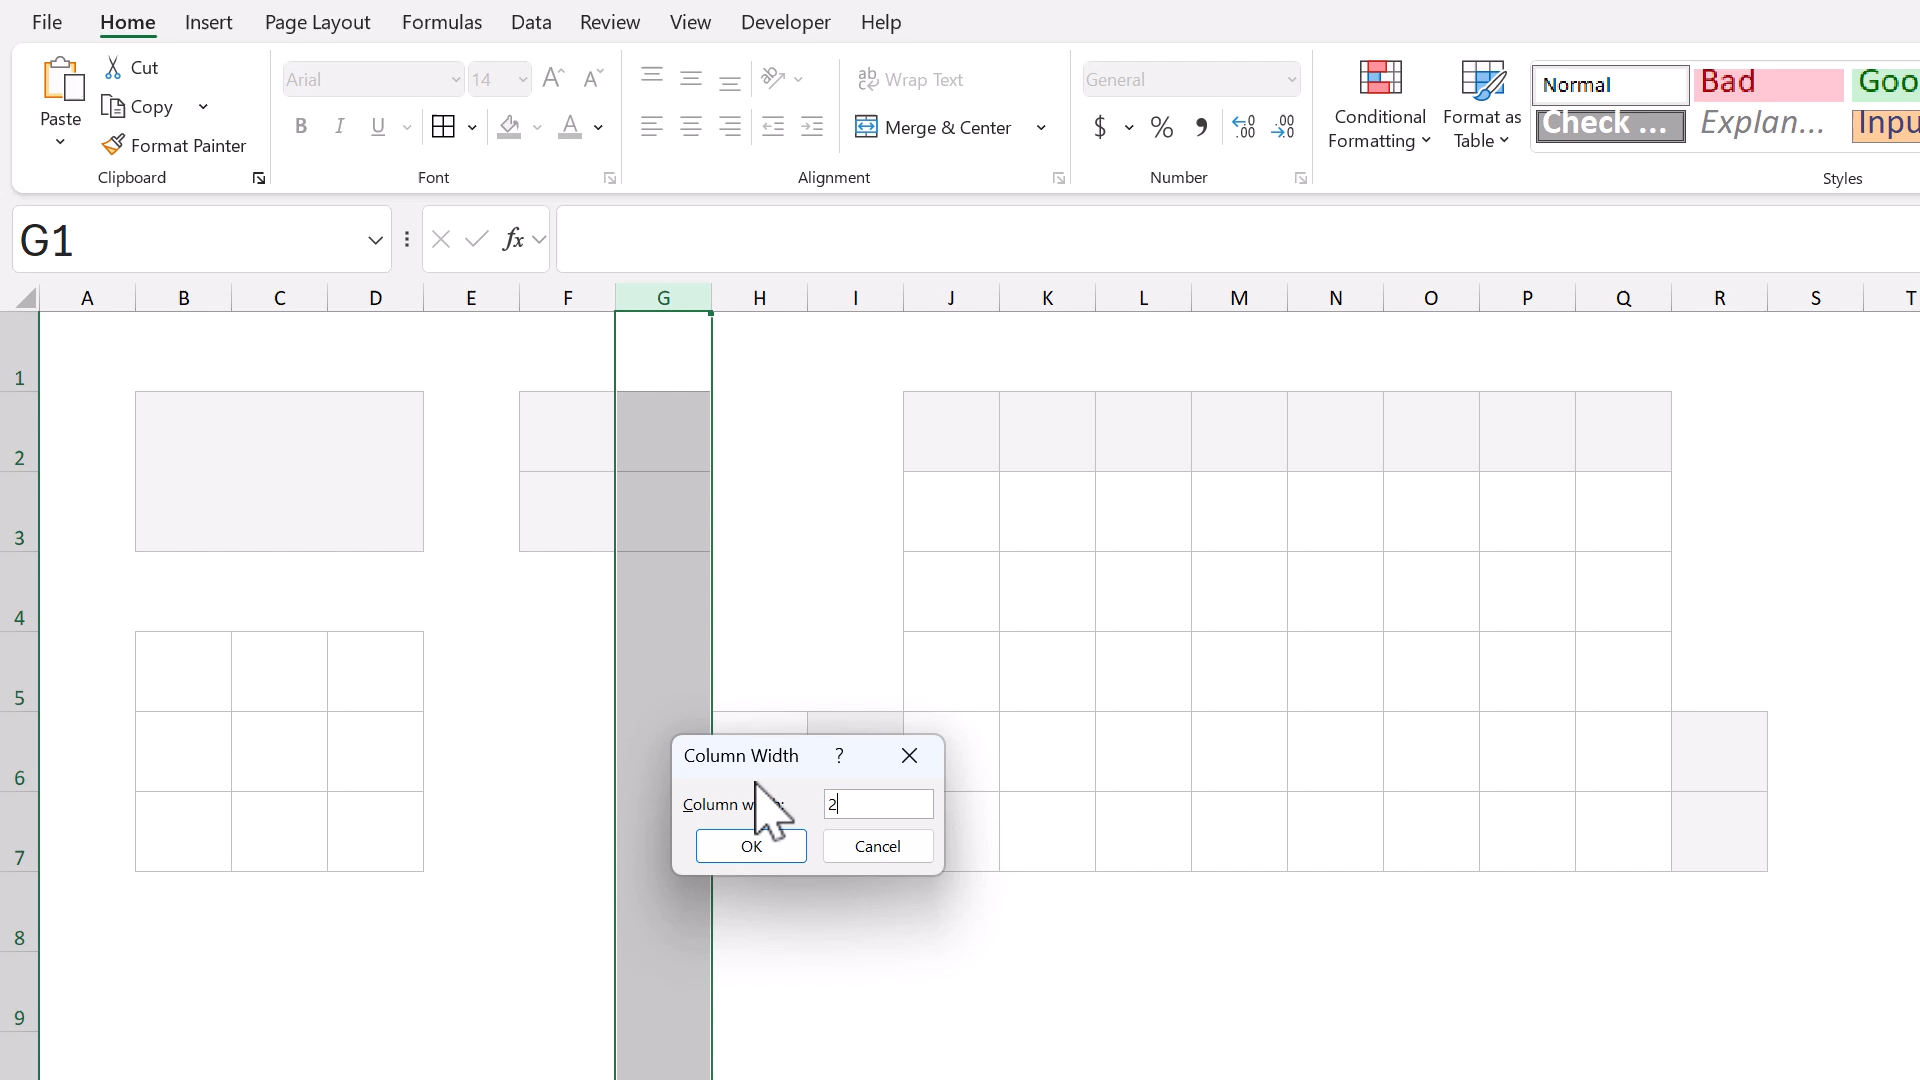 File Home Insert Page Layout Formulas Data Review View Developer Help
Paste
Cut
Copy
Format Painter
Clipboard
Arial 14
B I U
Font
ab Wrap Text
Merge & Center
Alignment
General
$ % ,
Number
Conditional Formatting
Format as Table
Normal Bad Goo
Check ... Explan... Inpu
Styles
G1
fx
A B C D E F G H I J K L M N O P Q R S T
1
2
3
4
5
6
7
8
9
Column Width ?
Column w 2
OK Cancel